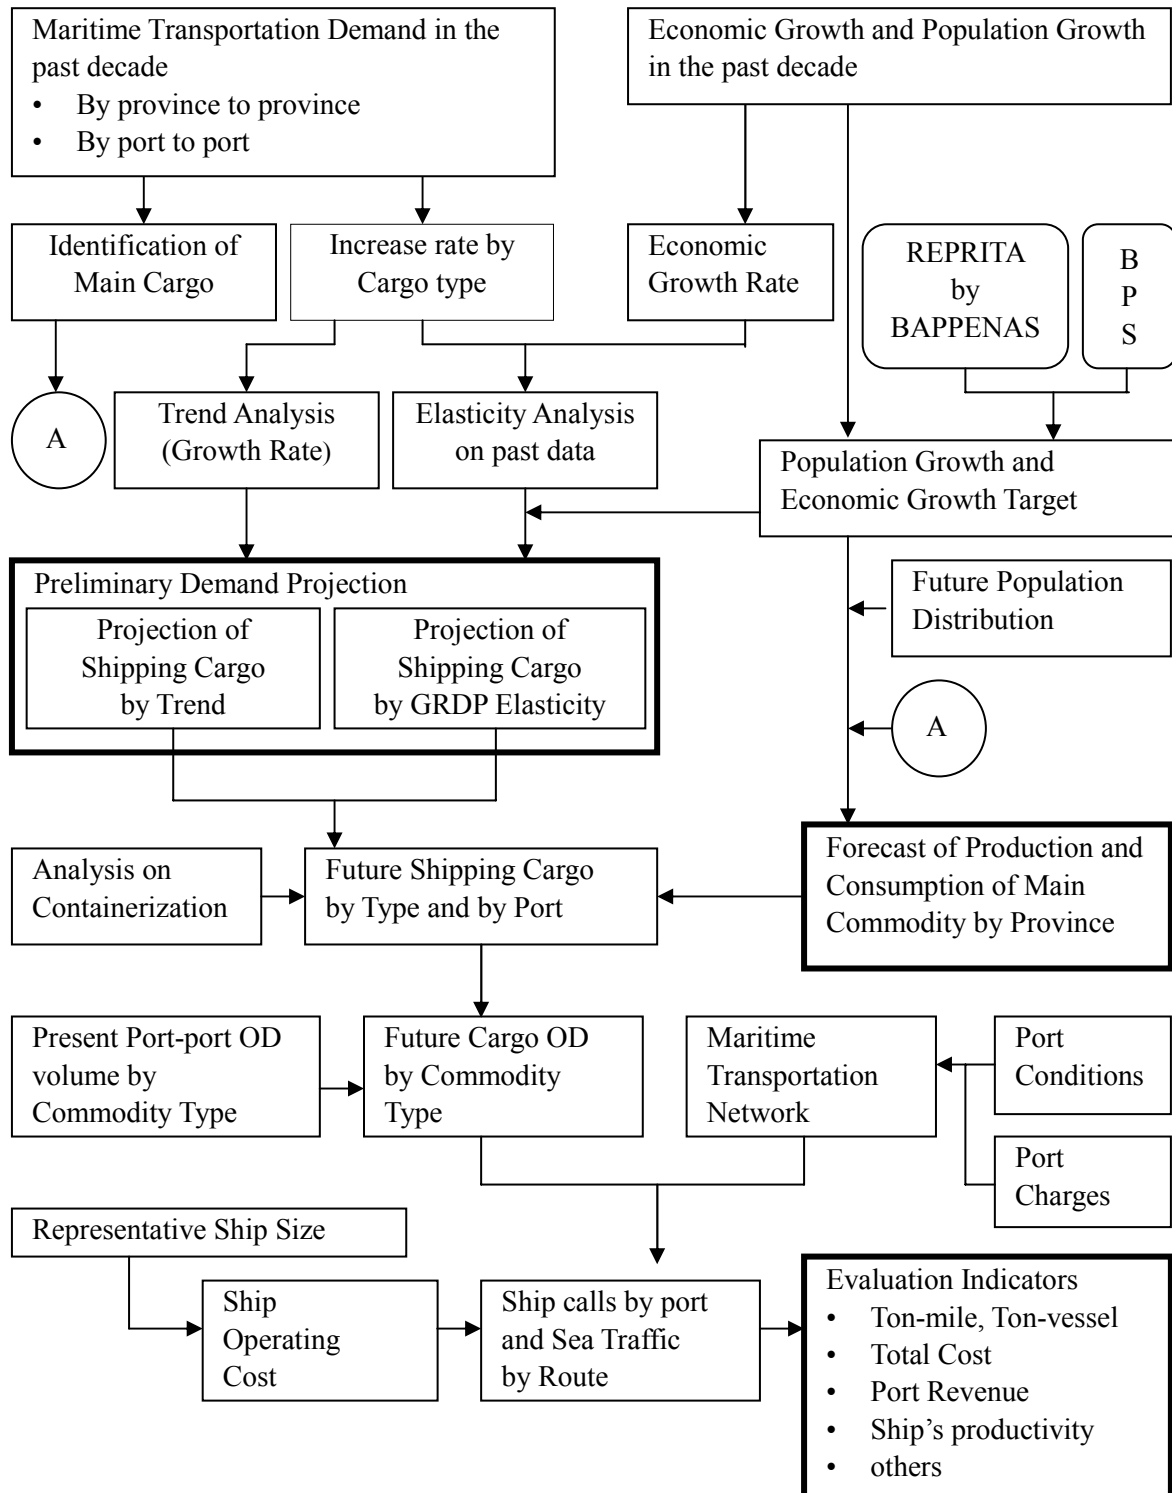 Maritime Transportation Demand in the
past decade
• By province to province
• By port to port
Economic Growth and Population Growth
in the past decade
Identification of
Main Cargo
Increase rate by
Cargo type
Economic
Growth Rate
REPRITA
by
BAPPENAS
B
P
S
A
Trend Analysis
(Growth Rate)
Elasticity Analysis
on past data
Population Growth and
Economic Growth Target
Preliminary Demand Projection
Projection of
Shipping Cargo
by Trend
Projection of
Shipping Cargo
by GRDP Elasticity
Future Population
Distribution
A
Analysis on
Containerization
Future Shipping Cargo
by Type and by Port
Forecast of Production and
Consumption of Main
Commodity by Province
Present Port-port OD
volume by
Commodity Type
Future Cargo OD
by Commodity
Type
Maritime
Transportation
Network
Port
Conditions
Port
Charges
Representative Ship Size
Ship
Operating
Cost
Ship calls by port
and Sea Traffic
by Route
Evaluation Indicators
• Ton-mile, Ton-vessel
• Total Cost
• Port Revenue
• Ship’s productivity
• others